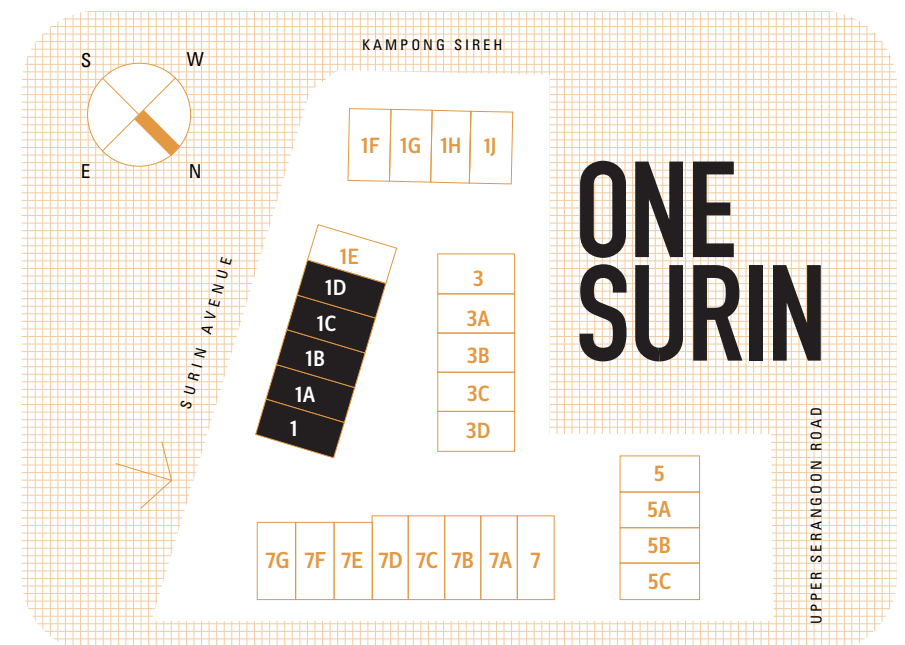 KAMPONG SIREH
S
W
E
N
1F 1G 1H 1J
ONE
SURIN
SURIN AVENUE
1E
1D
1C
1B
1A
1
3
3A
3B
3C
3D
UPPER SERANGOON ROAD
5
5A
5B
5C
7G 7F 7E 7D 7C 7B 7A 7